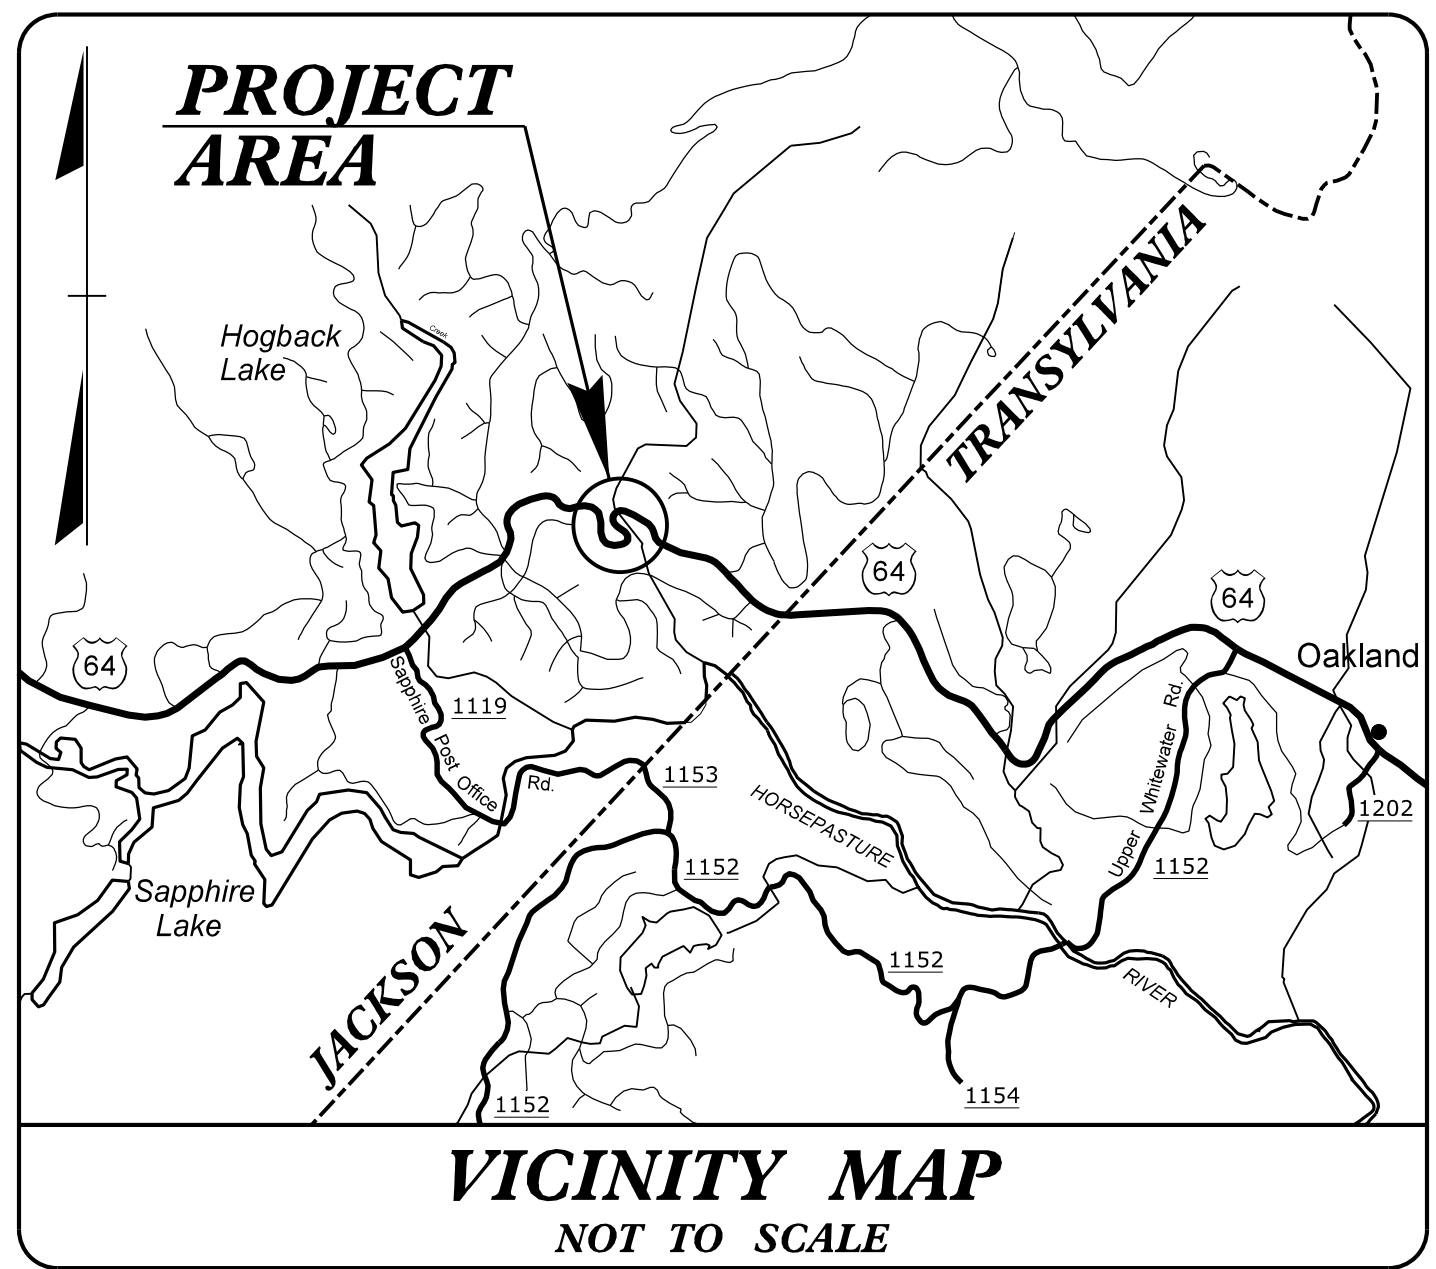 PROJECT
AREA
Hogback
Lake
Creek
TRANSYLVANIA
64
64
64
Oakland
Sapphire Post Office Rd.
1119
1153
HORSEPASTURE
RIVER
Upper Whitewater Rd.
1202
1152
1152
Sapphire
Lake
JACKSON
1152
1154
1152
VICINITY MAP
NOT TO SCALE